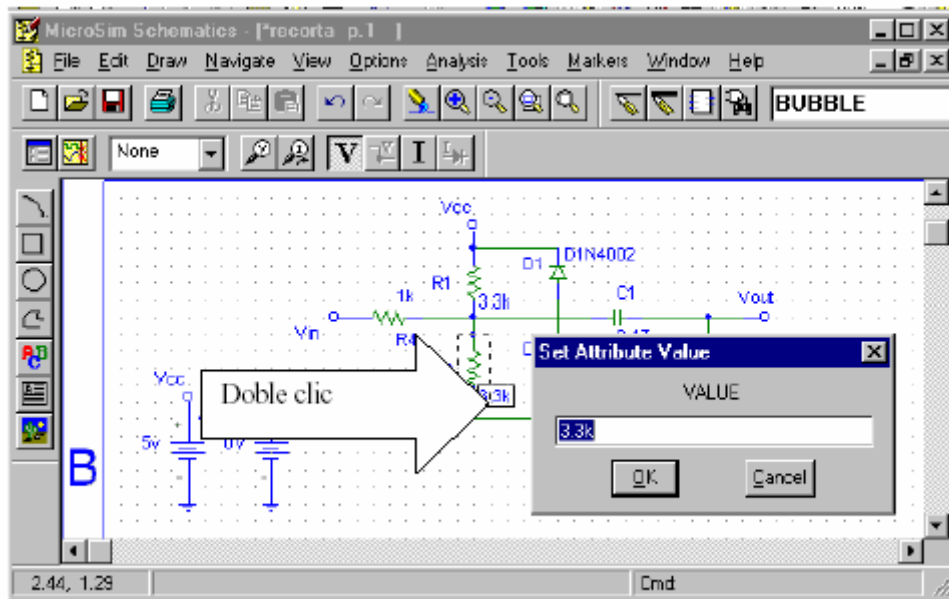 MicroSim Schematics - [*recorta p.1 ]
File Edit Draw Navigate View Options Analysis Tools Markers Window Help
BUBBLE
None
V I
Vcc
D1 D1N4002
R1
3.3k
1k
C1
Vout
Vin
R4
Set Attribute Value
VALUE
3.3k
OK Cancel
Doble clic
3.3k
Vcc
5v 0v
B
2.44, 1.29
Cmd: